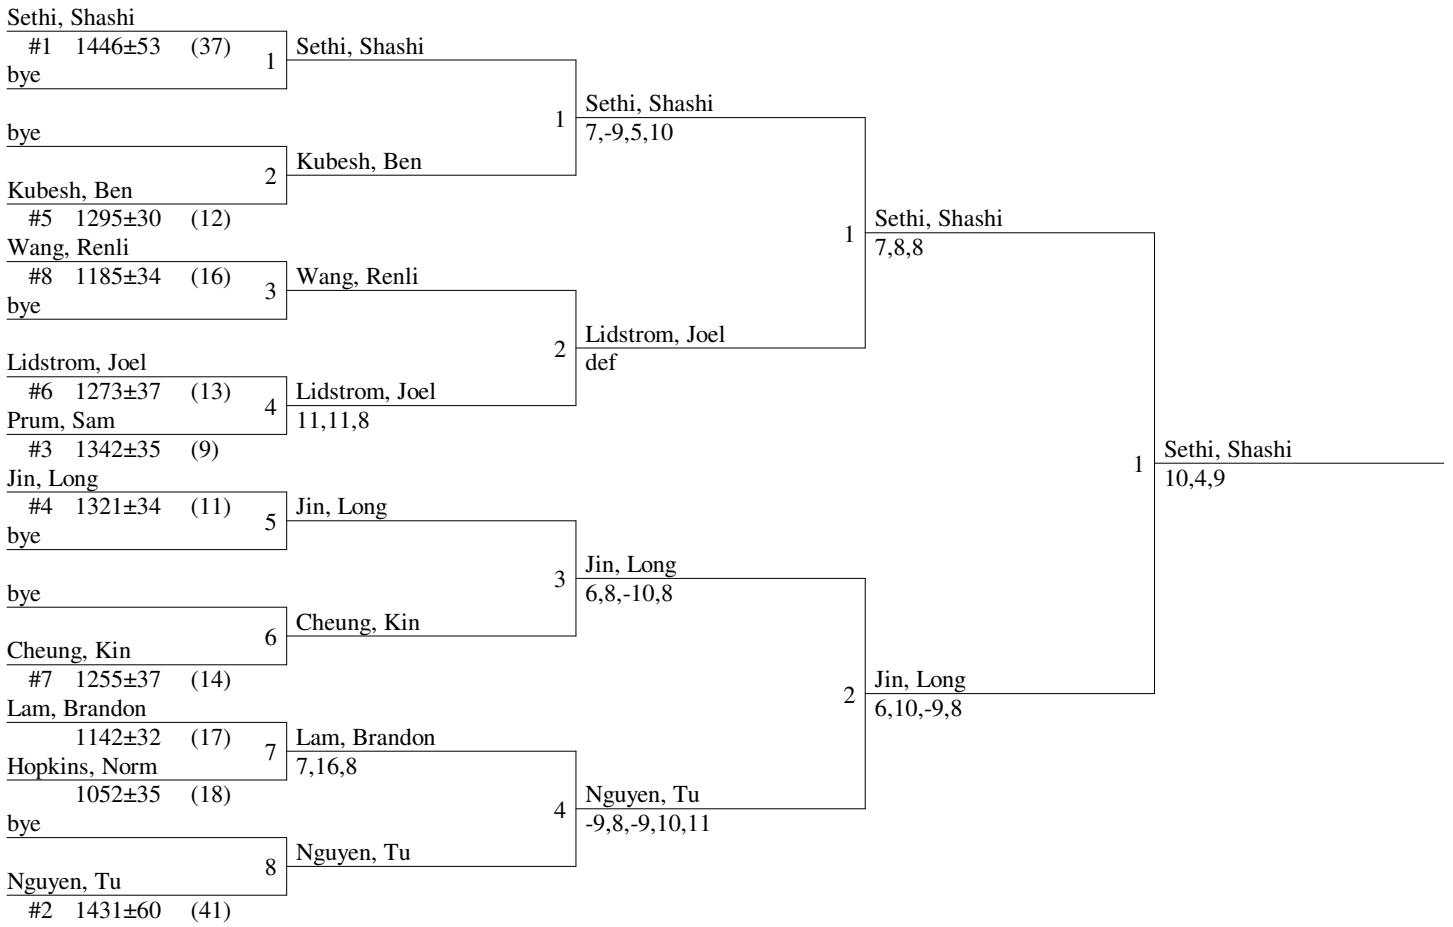 Sethi, Shashi
#1 1446±53 (37)
bye
1
Sethi, Shashi
bye
2
Kubesh, Ben
Kubesh, Ben
#5 1295±30 (12)
1
Sethi, Shashi
7,-9,5,10
Wang, Renli
#8 1185±34 (16)
bye
3
Wang, Renli
Lidstrom, Joel
#6 1273±37 (13)
Prum, Sam
#3 1342±35 (9)
4
Lidstrom, Joel
11,11,8
2
Lidstrom, Joel
def
1
Sethi, Shashi
7,8,8
Jin, Long
#4 1321±34 (11)
bye
5
Jin, Long
bye
6
Cheung, Kin
Cheung, Kin
#7 1255±37 (14)
3
Jin, Long
6,8,-10,8
Lam, Brandon
1142±32 (17)
Hopkins, Norm
1052±35 (18)
7
Lam, Brandon
7,16,8
bye
8
Nguyen, Tu
Nguyen, Tu
#2 1431±60 (41)
4
Nguyen, Tu
-9,8,-9,10,11
2
Jin, Long
6,10,-9,8
1
Sethi, Shashi
10,4,9